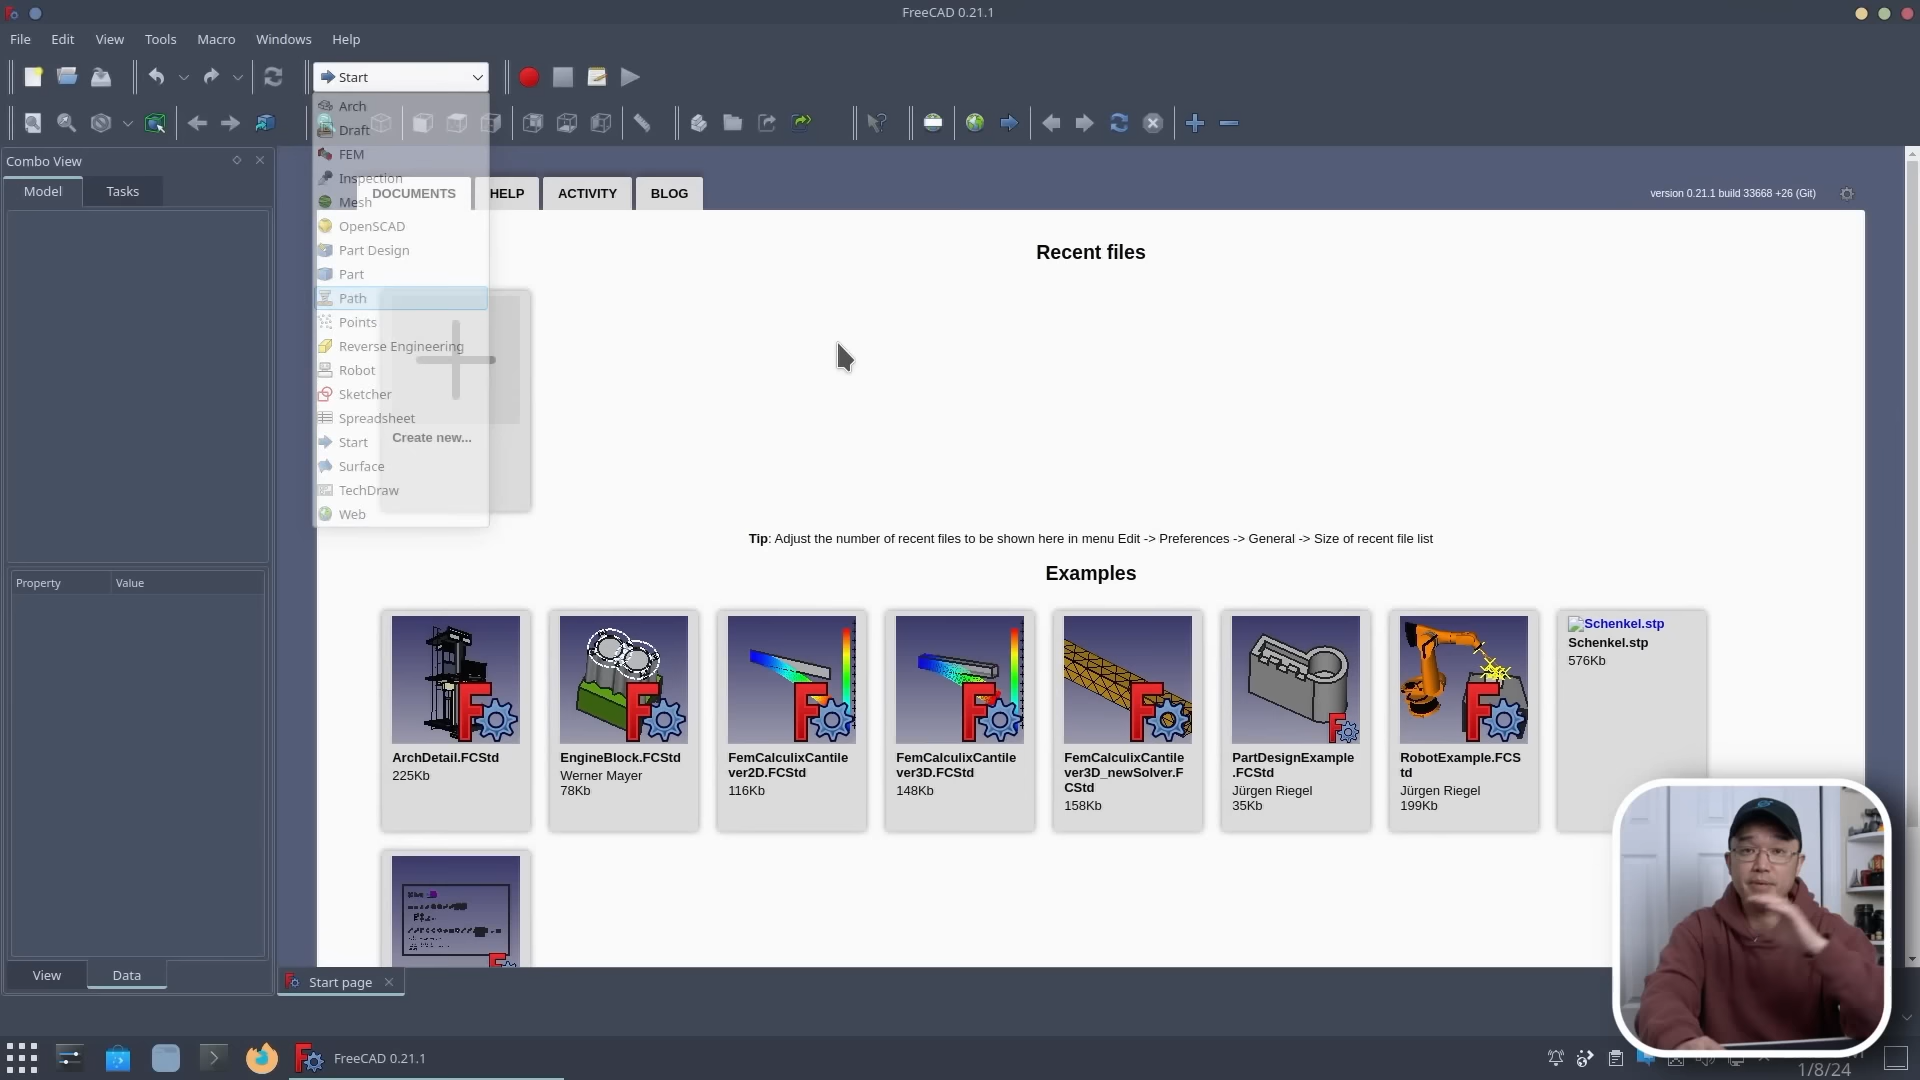 FreeCAD 0.21.1
File Edit View Tools Macro Windows Help
Start
Arch
Draft
FEM
Inspection
Mesh
OpenSCAD
Part Design
Part
Path
Points
Reverse Engineering
Robot
Sketcher
Spreadsheet
Start
Surface
TechDraw
Web
Combo View
Model Tasks
Property Value
View Data
DOCUMENTS HELP ACTIVITY BLOG
version 0.21.1 build 33668 +26 (Git)
Recent files
Create new...
Tip: Adjust the number of recent files to be shown here in menu Edit -> Preferences -> General -> Size of recent file list
Examples
ArchDetail.FCStd
225Kb
EngineBlock.FCStd
Werner Mayer
78Kb
FemCalculixCantile
ver2D.FCStd
116Kb
FemCalculixCantile
ver3D.FCStd
148Kb
FemCalculixCantile
ver3D_newSolver.F
CStd
158Kb
PartDesignExample
.FCStd
Jürgen Riegel
35Kb
RobotExample.FCS
td
Jürgen Riegel
199Kb
Schenkel.stp
Schenkel.stp
576Kb
Start page
FreeCAD 0.21.1
1/8/24